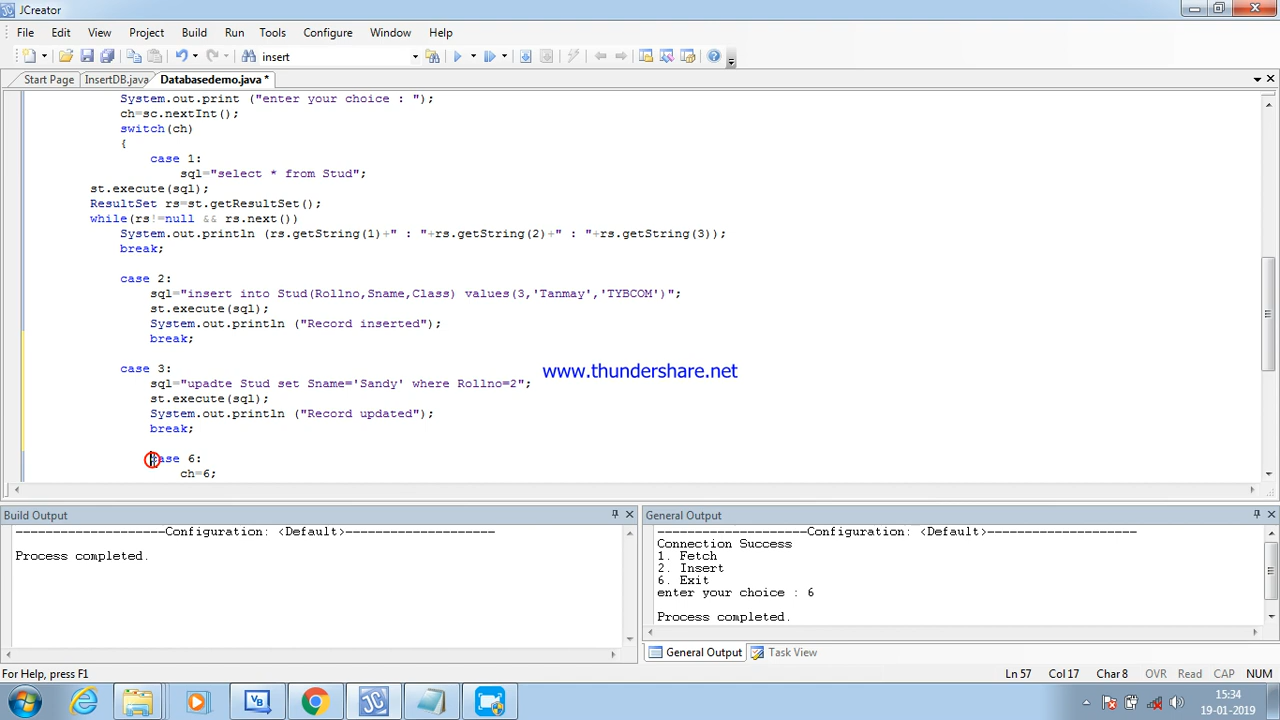 JCreator
File Edit View Project Build Run Tools Configure Window Help
insert
Start Page InsertDB.java Databasedemo.java *
System.out.print ("enter your choice : ");
ch=sc.nextInt();
switch(ch)
{
case 1:
sql="select * from Stud";
st.execute(sql);
ResultSet rs=st.getResultSet();
while(rs!=null && rs.next())
System.out.println (rs.getString(1)+" : "+rs.getString(2)+" : "+rs.getString(3));
break;
case 2:
sql="insert into Stud(Rollno,Sname,Class) values(3,'Tanmay','TYBCOM')";
st.execute(sql);
System.out.println ("Record inserted");
break;
case 3:
www.thundershare.net
sql="upadte Stud set Sname='Sandy' where Rollno=2";
st.execute(sql);
System.out.println ("Record updated");
break;
case 6:
ch=6;
Build Output
--------------------Configuration: <Default>--------------------
Process completed.
General Output
--------------------Configuration: <Default>--------------------
Connection Success
1. Fetch
2. Insert
6. Exit
enter your choice : 6
Process completed.
General Output Task View
For Help, press F1
Ln 57 Col 17 Char 8 OVR Read CAP NUM
VB JC
15:34
19-01-2019